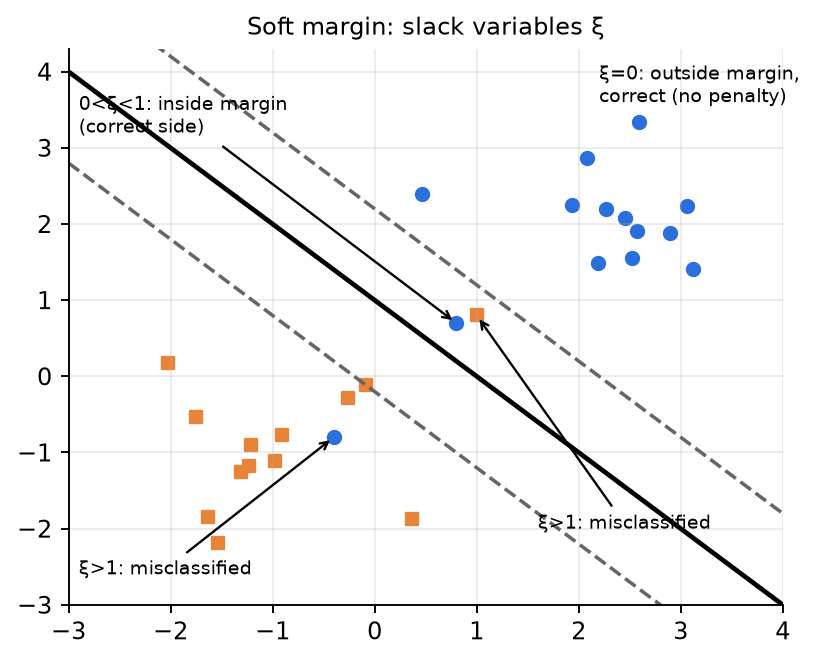 Soft margin: slack variables ξ
ξ=0: outside margin,
correct (no penalty)
0<ξ<1: inside margin
(correct side)
ξ>1: misclassified
ξ>1: misclassified
4
3
2
1
0
−1
−2
−3
−3
−2
−1
0
1
2
3
4